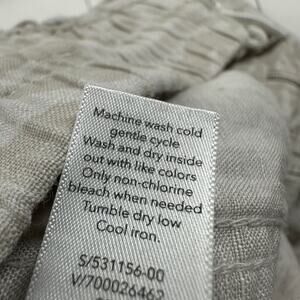 Machine wash cold
gentle cycle
Wash and dry inside
out with like colors
Only non-chlorine
bleach when needed
Tumble dry low
Cool iron.
S/531156-00
V/700026462